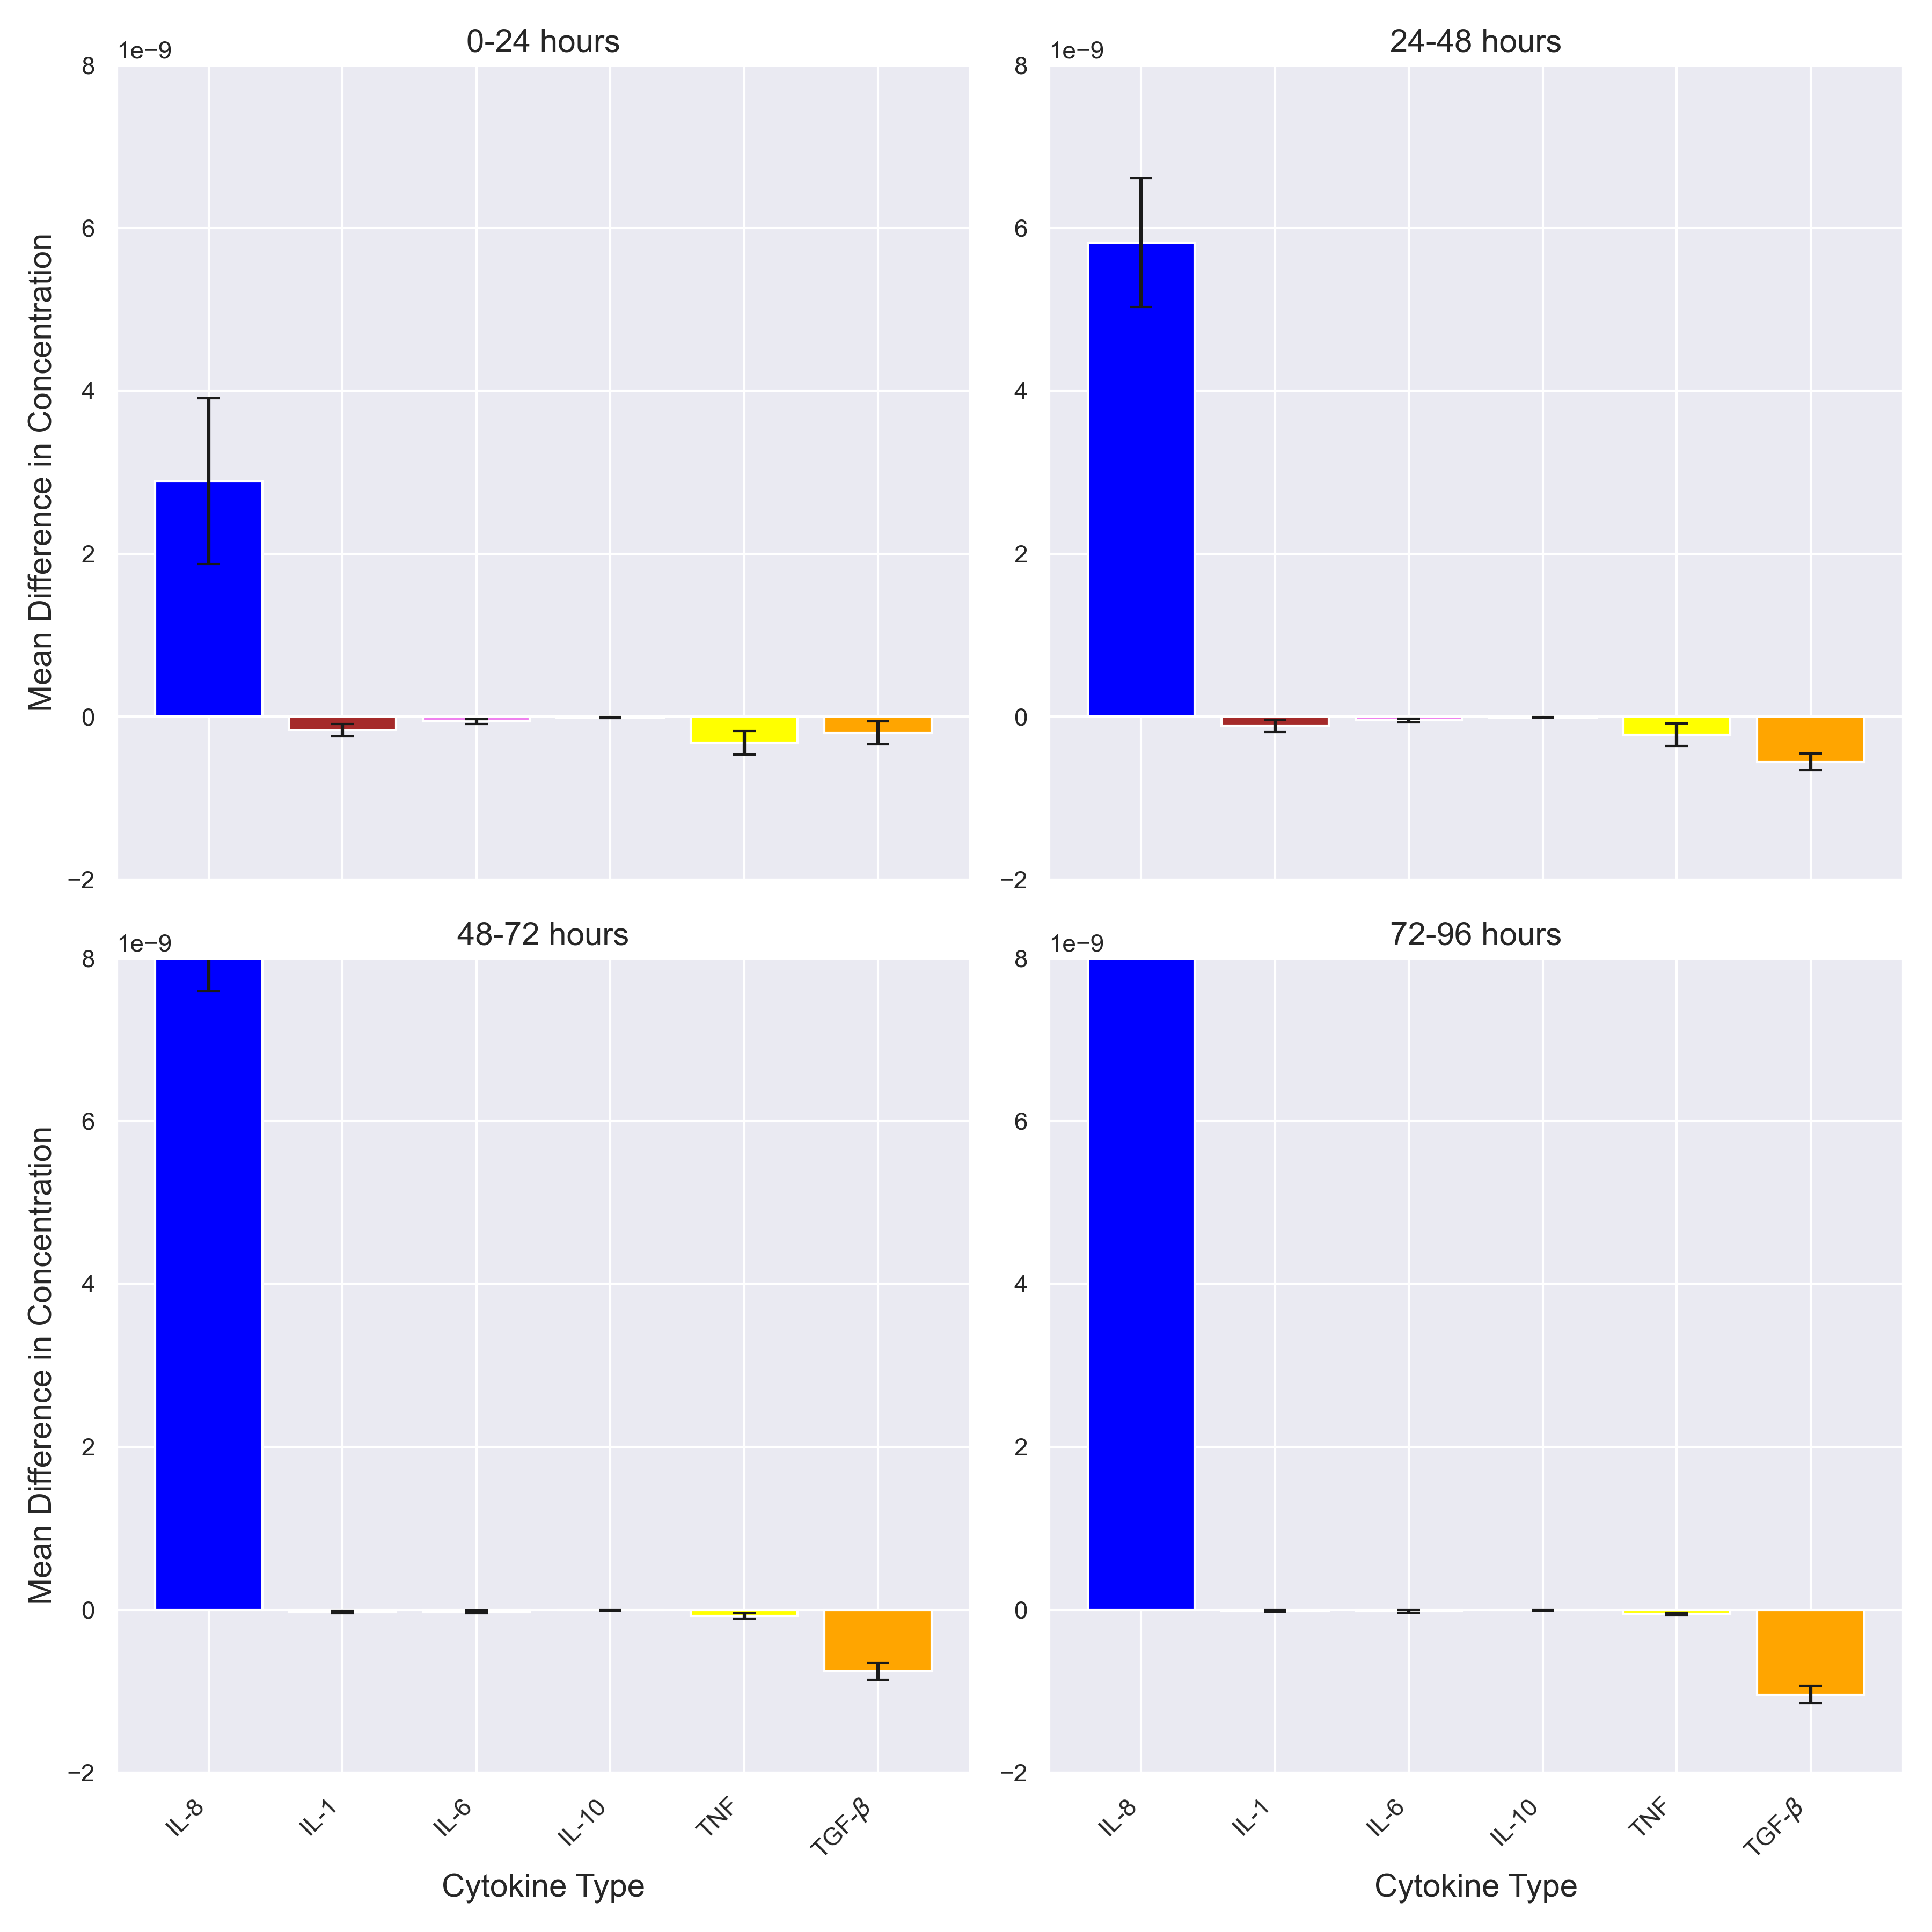 0-24 hours
1e−9
8
6
4
2
0
−2
Mean Difference in Concentration
24-48 hours
1e−9
8
6
4
2
0
−2
48-72 hours
1e−9
8
6
4
2
0
−2
Mean Difference in Concentration
IL-8
IL-1
IL-6
IL-10
TNF
TGF-β
Cytokine Type
72-96 hours
1e−9
8
6
4
2
0
−2
IL-8
IL-1
IL-6
IL-10
TNF
TGF-β
Cytokine Type